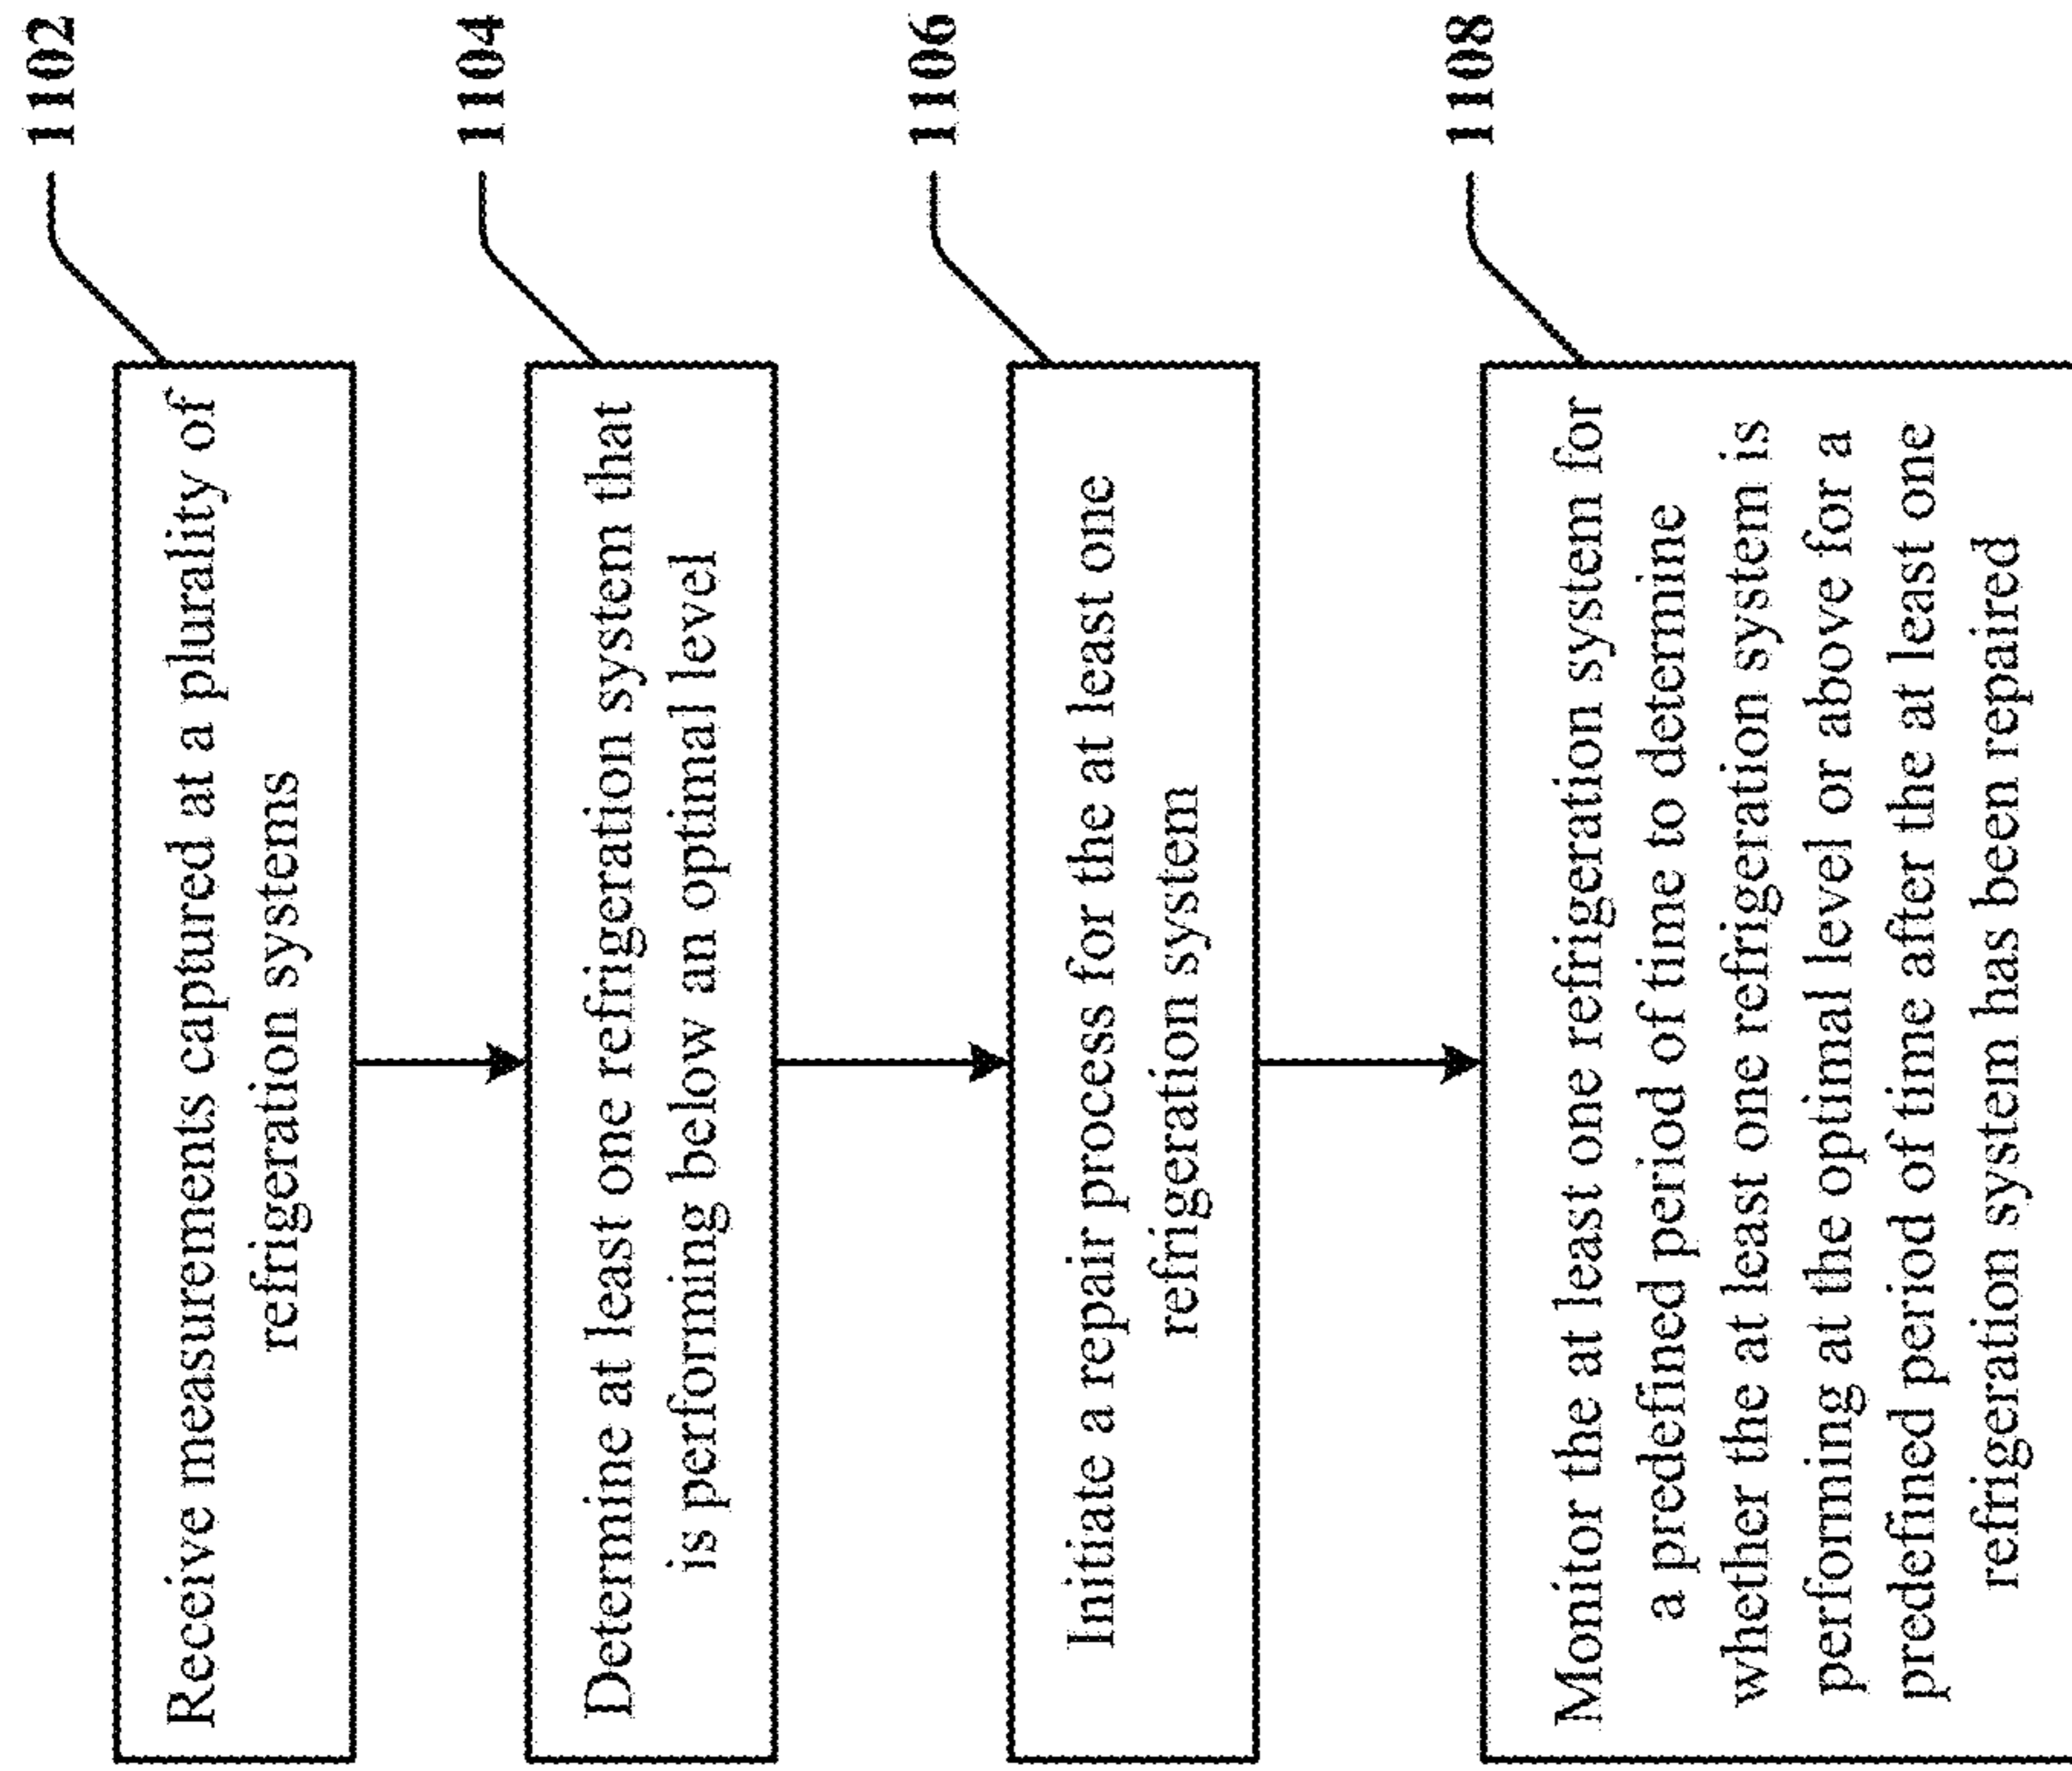 Receive measurements captured at a plurality of
refrigeration systems
1102
Determine at least one refrigeration system that
is performing below an optimal level
1104
Initiate a repair process for the at least one
refrigeration system
1106
Monitor the at least one refrigeration system for
a predefined period of time to determine
whether the at least one refrigeration system is
performing at the optimal level or above for a
predefined period of time after the at least one
refrigeration system has been repaired
1108